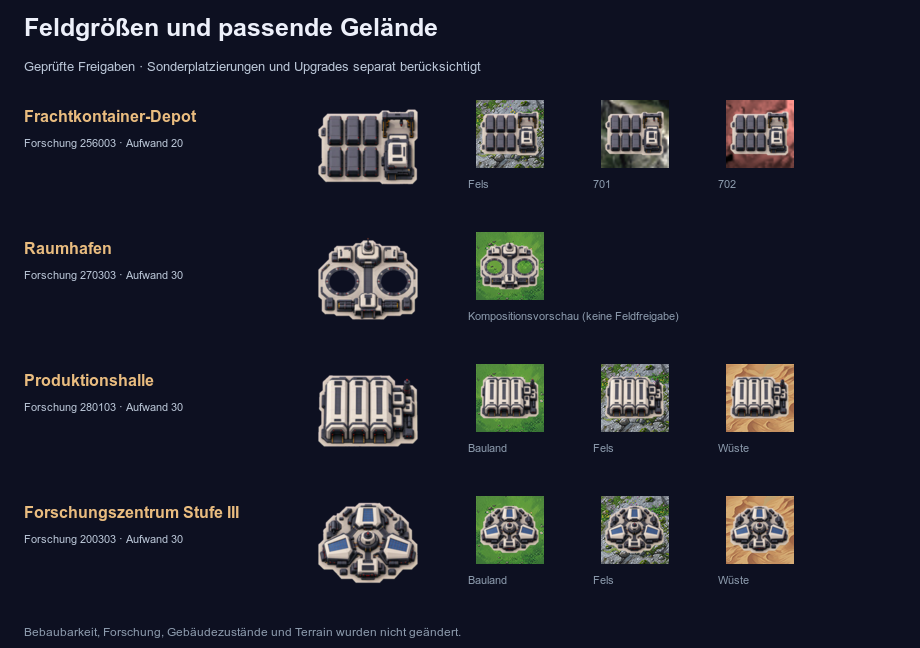 Feldgrößen und passende Gelände
Geprüfte Freigaben · Sonderplatzierungen und Upgrades separat berücksichtigt
Frachtkontainer-Depot
Forschung 256003 · Aufwand 20
Fels
701
702
Raumhafen
Forschung 270303 · Aufwand 30
Kompositionsvorschau (keine Feldfreigabe)
Produktionshalle
Forschung 280103 · Aufwand 30
Bauland
Fels
Wüste
Forschungszentrum Stufe III
Forschung 200303 · Aufwand 30
Bauland
Fels
Wüste
Bebaubarkeit, Forschung, Gebäudezustände und Terrain wurden nicht geändert.